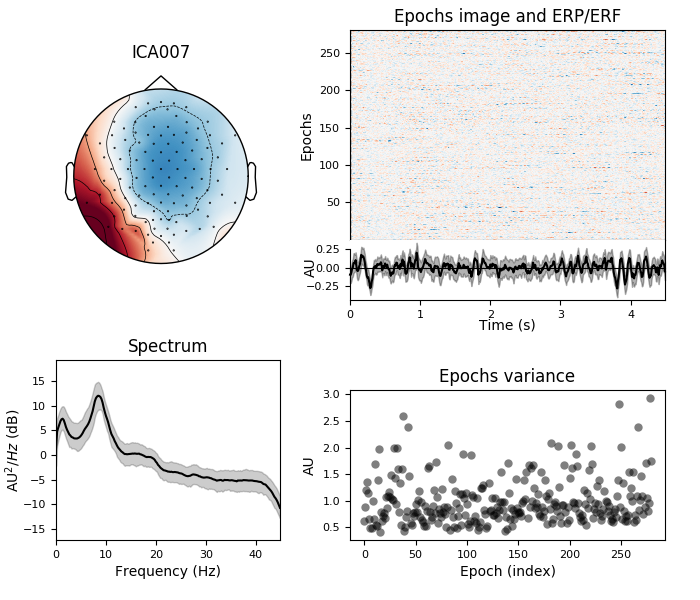 ICA007
Epochs image and ERP/ERF
Epochs
250
200
150
100
50
AU
0.25
0.00
−0.25
0 1 2 3 4
Time (s)
Spectrum
AU²/Hz (dB)
15
10
5
0
−5
−10
−15
0 10 20 30 40
Frequency (Hz)
Epochs variance
AU
3.0
2.5
2.0
1.5
1.0
0.5
0 50 100 150 200 250
Epoch (index)